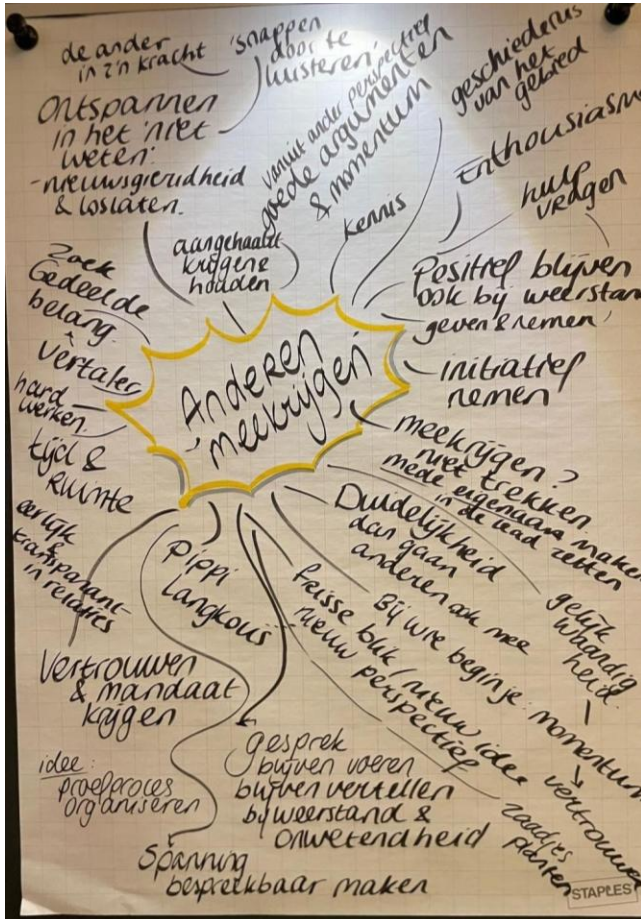 de ander
in z'n kracht
'snappen
door te
luisteren'
Ontspannen
in het 'niet
weten'.
-nieuwsgierigheid
& loslaten.
vanuit ander perspectief
goede argumenten
& momentum
kennis
geschiedenis
van het
gebied
Enthousiasme
hulp
vragen
Positief blijven
ook bij weerstand
geven & nemen
initiatief
nemen
meekrijgen?
niet trekken
mede eigenaar maken
in de lead zetten
aangehaakt
krijgen &
houden
Zoek
Gedeelde
belang.
Vertaler
hard
werken
tijd &
ruimte
eerlijk
&
transparant
in relaties
Anderen
'meekrijgen'
Pippi
Langkous
Duidelijkheid
dan gaan
anderen ook mee
gelijk
waardig
heid
vertrouwen
Bij wie begin je: momentum
frisse blik / nieuw idee
nieuw perspectief
zaadjes
planten
Vertrouwen
& mandaat
krijgen
idee:
proefproces
organiseren
gesprek
blijven voeren
blijven vertellen
bij weerstand &
onwetendheid
Spanning
bespreekbaar maken
STAPLES